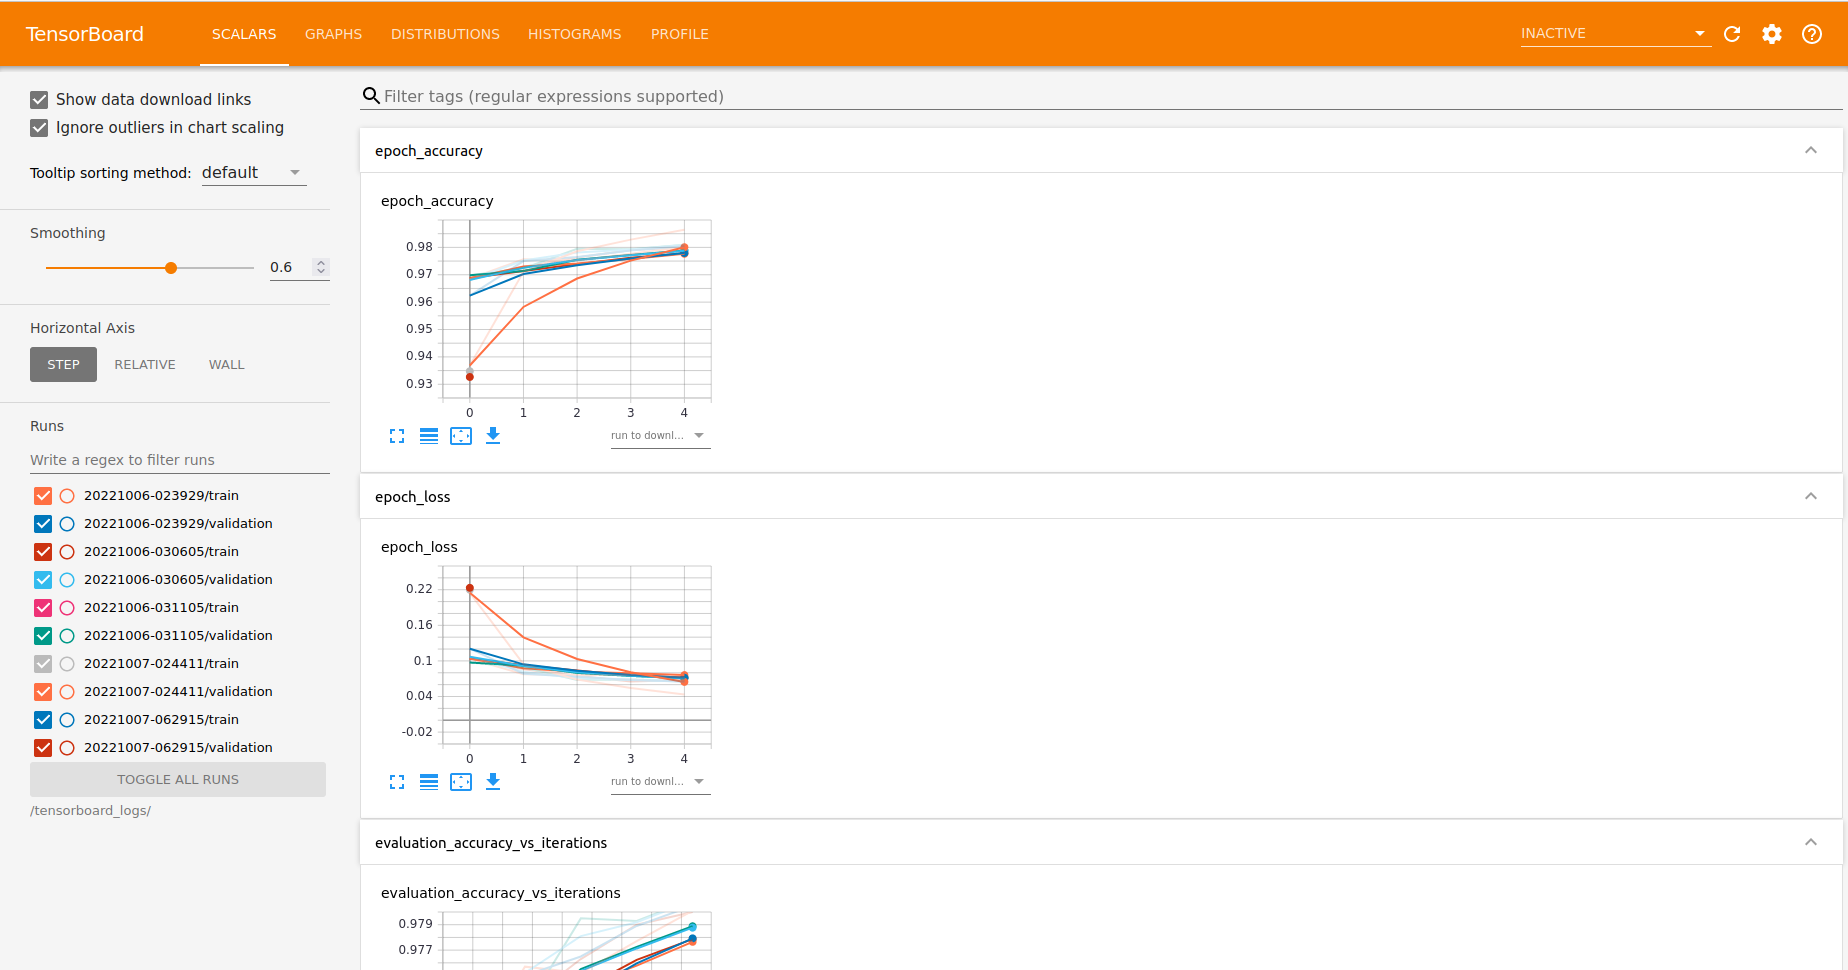 TensorBoard
SCALARS GRAPHS DISTRIBUTIONS HISTOGRAMS PROFILE
INACTIVE
Show data download links
Ignore outliers in chart scaling
Tooltip sorting method: default
Smoothing
0.6
Horizontal Axis
STEP RELATIVE WALL
Runs
Write a regex to filter runs
20221006-023929/train
20221006-023929/validation
20221006-030605/train
20221006-030605/validation
20221006-031105/train
20221006-031105/validation
20221007-024411/train
20221007-024411/validation
20221007-062915/train
20221007-062915/validation
TOGGLE ALL RUNS
/tensorboard_logs/
Filter tags (regular expressions supported)
epoch_accuracy
epoch_accuracy
0.98
0.97
0.96
0.95
0.94
0.93
0 1 2 3 4
run to downl...
epoch_loss
epoch_loss
0.22
0.16
0.1
0.04
-0.02
0 1 2 3 4
run to downl...
evaluation_accuracy_vs_iterations
evaluation_accuracy_vs_iterations
0.979
0.977